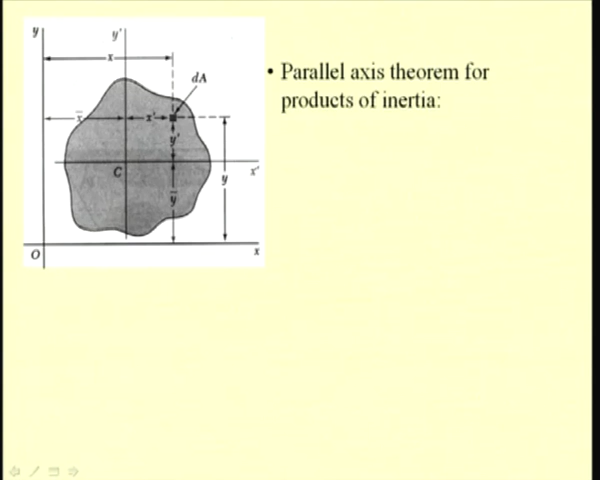 y
y'
x
dA
x̄
x'
y'
C
x'
y
ȳ
O
x
• Parallel axis theorem for
products of inertia: